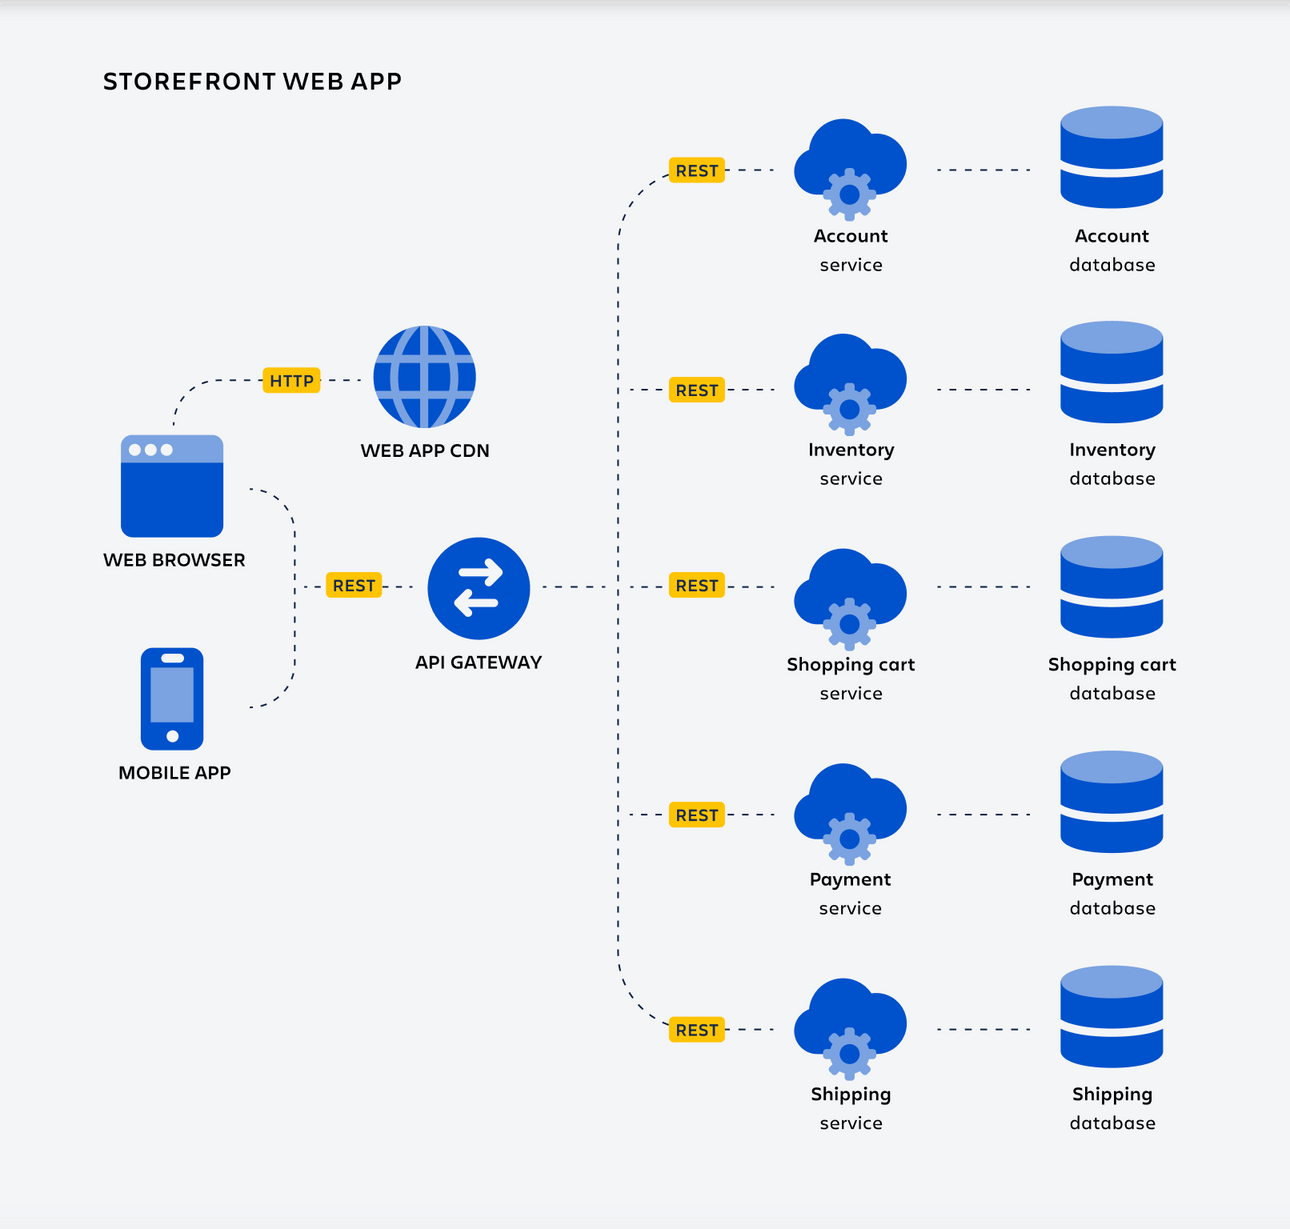 STOREFRONT WEB APP
REST
Account
service
Account
database
HTTP
WEB APP CDN
REST
Inventory
service
Inventory
database
WEB BROWSER
REST
API GATEWAY
REST
Shopping cart
service
Shopping cart
database
MOBILE APP
REST
Payment
service
Payment
database
REST
Shipping
service
Shipping
database